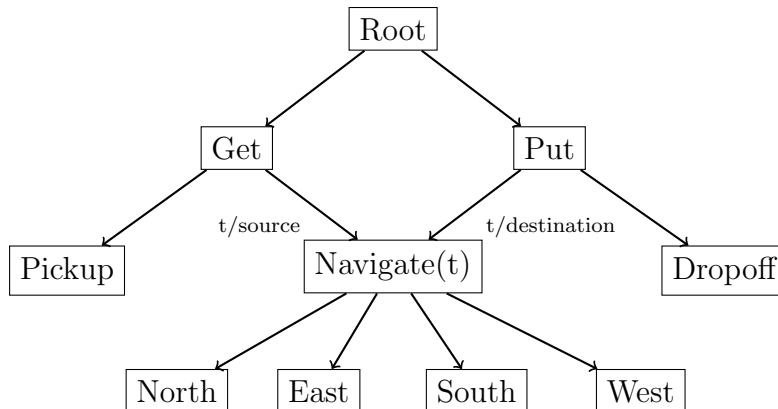 Root
Get
Put
t/source
t/destination
Pickup
Navigate(t)
Dropoff
North
East
South
West